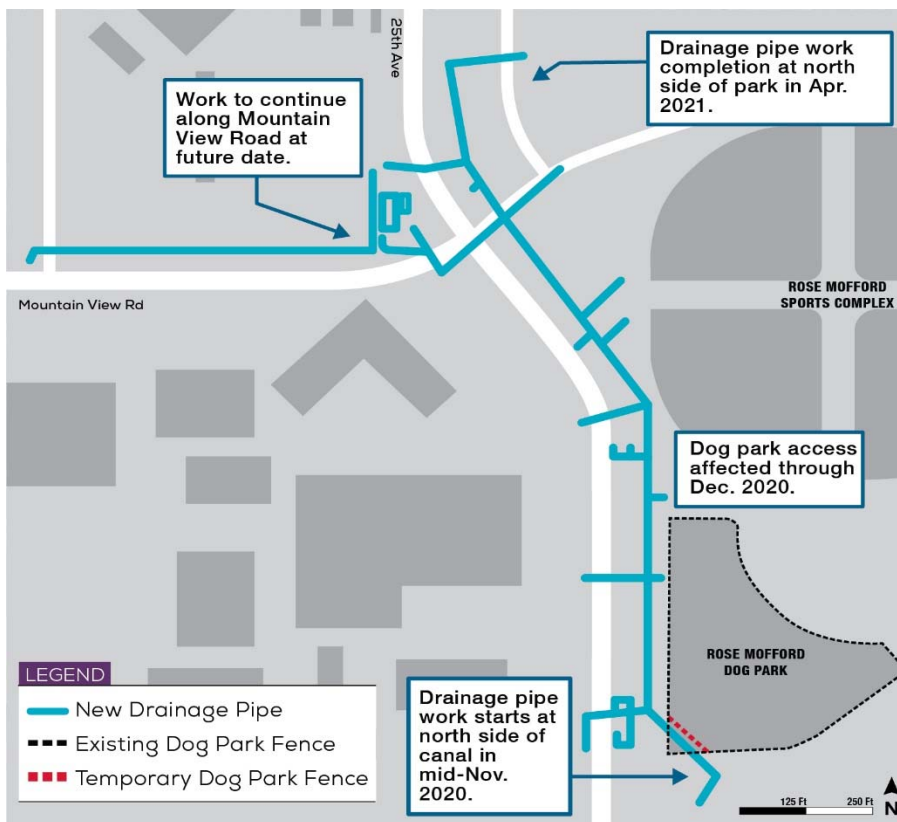 25th Ave
Drainage pipe work
completion at north
side of park in Apr.
2021.
Work to continue
along Mountain
View Road at
future date.
Mountain View Rd
ROSE MOFFORD
SPORTS COMPLEX
Dog park access
affected through
Dec. 2020.
ROSE MOFFORD
DOG PARK
LEGEND
New Drainage Pipe
Existing Dog Park Fence
Temporary Dog Park Fence
Drainage pipe
work starts at
north side of
canal in
mid-Nov.
2020.
125 Ft 250 Ft
N